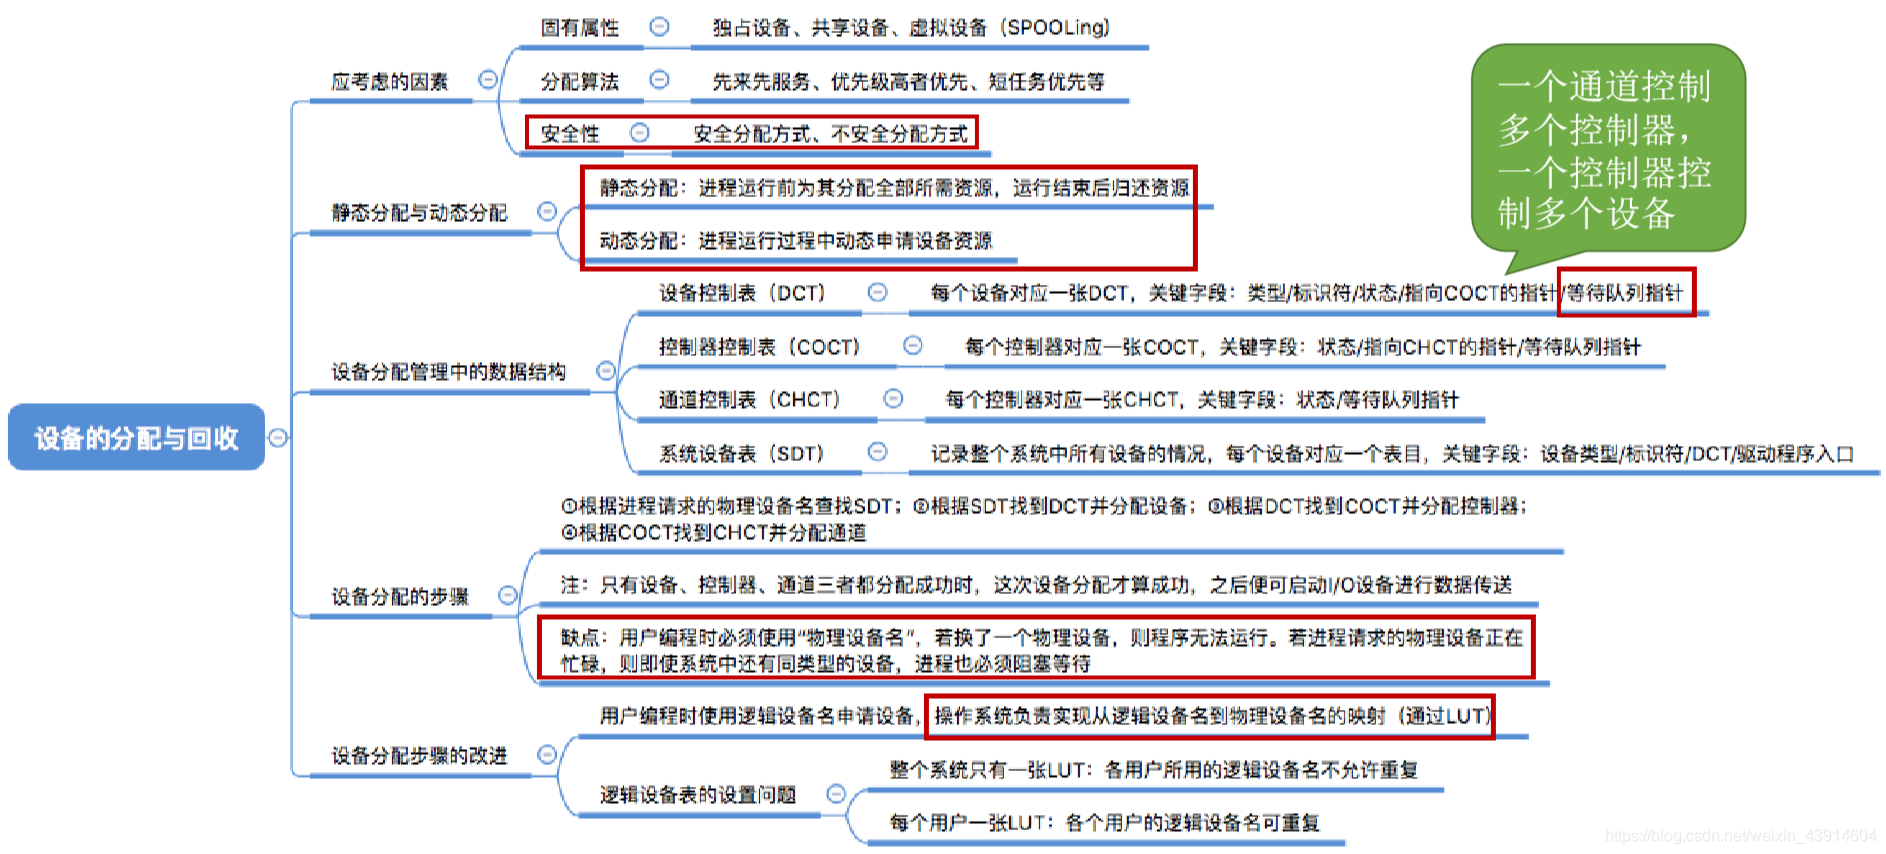 固有属性
独占设备、共享设备、虚拟设备（SPOOLing）
应考虑的因素
分配算法
先来先服务、优先级高者优先、短任务优先等
安全性
安全分配方式、不安全分配方式
一个通道控制
多个控制器，
一个控制器控
制多个设备
静态分配与动态分配
静态分配：进程运行前为其分配全部所需资源，运行结束后归还资源
动态分配：进程运行过程中动态申请设备资源
设备分配管理中的数据结构
设备控制表（DCT）
每个设备对应一张DCT，关键字段：类型/标识符/状态/指向COCT的指针/等待队列指针
控制器控制表（COCT）
每个控制器对应一张COCT，关键字段：状态/指向CHCT的指针/等待队列指针
通道控制表（CHCT）
每个控制器对应一张CHCT，关键字段：状态/等待队列指针
系统设备表（SDT）
记录整个系统中所有设备的情况，每个设备对应一个表目，关键字段：设备类型/标识符/DCT/驱动程序入口
设备的分配与回收
设备分配的步骤
①根据进程请求的物理设备名查找SDT；②根据SDT找到DCT并分配设备；③根据DCT找到COCT并分配控制器；
④根据COCT找到CHCT并分配通道
注：只有设备、控制器、通道三者都分配成功时，这次设备分配才算成功，之后便可启动I/O设备进行数据传送
缺点：用户编程时必须使用“物理设备名”，若换了一个物理设备，则程序无法运行。若进程请求的物理设备正在
忙碌，则即使系统中还有同类型的设备，进程也必须阻塞等待
设备分配步骤的改进
用户编程时使用逻辑设备名申请设备，操作系统负责实现从逻辑设备名到物理设备名的映射（通过LUT）
逻辑设备表的设置问题
整个系统只有一张LUT：各用户所用的逻辑设备名不允许重复
每个用户一张LUT：各个用户的逻辑设备名可重复
https://blog.csdn.net/weixin_43914604